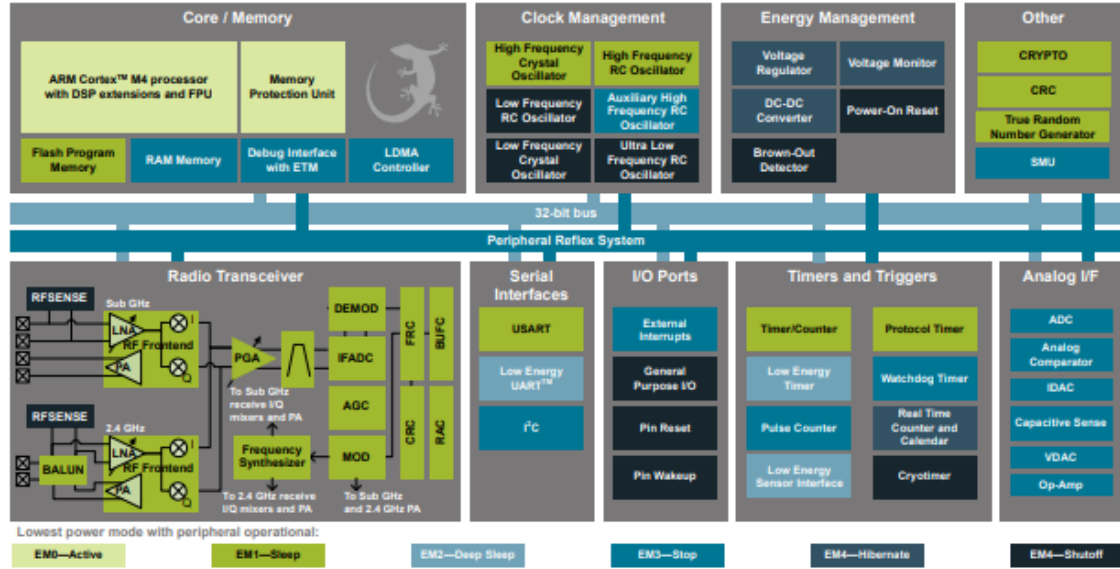 Core / Memory
ARM Cortex™ M4 processor
with DSP extensions and FPU
Memory
Protection Unit
Flash Program
Memory
RAM Memory
Debug Interface
with ETM
LDMA
Controller
Clock Management
High Frequency
Crystal
Oscillator
High Frequency
RC Oscillator
Low Frequency
RC Oscillator
Auxiliary High
Frequency RC
Oscillator
Low Frequency
Crystal
Oscillator
Ultra Low
Frequency RC
Oscillator
Energy Management
Voltage
Regulator
Voltage Monitor
DC-DC
Converter
Power-On Reset
Brown-Out
Detector
Other
CRYPTO
CRC
True Random
Number Generator
SMU
32-bit bus
Peripheral Reflex System
Radio Transceiver
RFSENSE
Sub GHz
LNA
RF Frontend
PA
I
Q
RFSENSE
2.4 GHz
LNA
RF Frontend
PA
I
Q
BALUN
PGA
To Sub GHz
receive I/Q
mixers and PA
Frequency
Synthesizer
To 2.4 GHz receive
I/Q mixers and PA
DEMOD
IFADC
AGC
MOD
To Sub GHz
and 2.4 GHz PA
FRC
BUFC
CRC
RAC
Serial
Interfaces
USART
Low Energy
UART™
I²C
I/O Ports
External
Interrupts
General
Purpose I/O
Pin Reset
Pin Wakeup
Timers and Triggers
Timer/Counter
Protocol Timer
Low Energy
Timer
Watchdog Timer
Pulse Counter
Real Time
Counter and
Calendar
Low Energy
Sensor Interface
Cryotimer
Analog I/F
ADC
Analog
Comparator
IDAC
Capacitive Sense
VDAC
Op-Amp
Lowest power mode with peripheral operational:
EM0—Active
EM1—Sleep
EM2—Deep Sleep
EM3—Stop
EM4—Hibernate
EM4—Shutoff